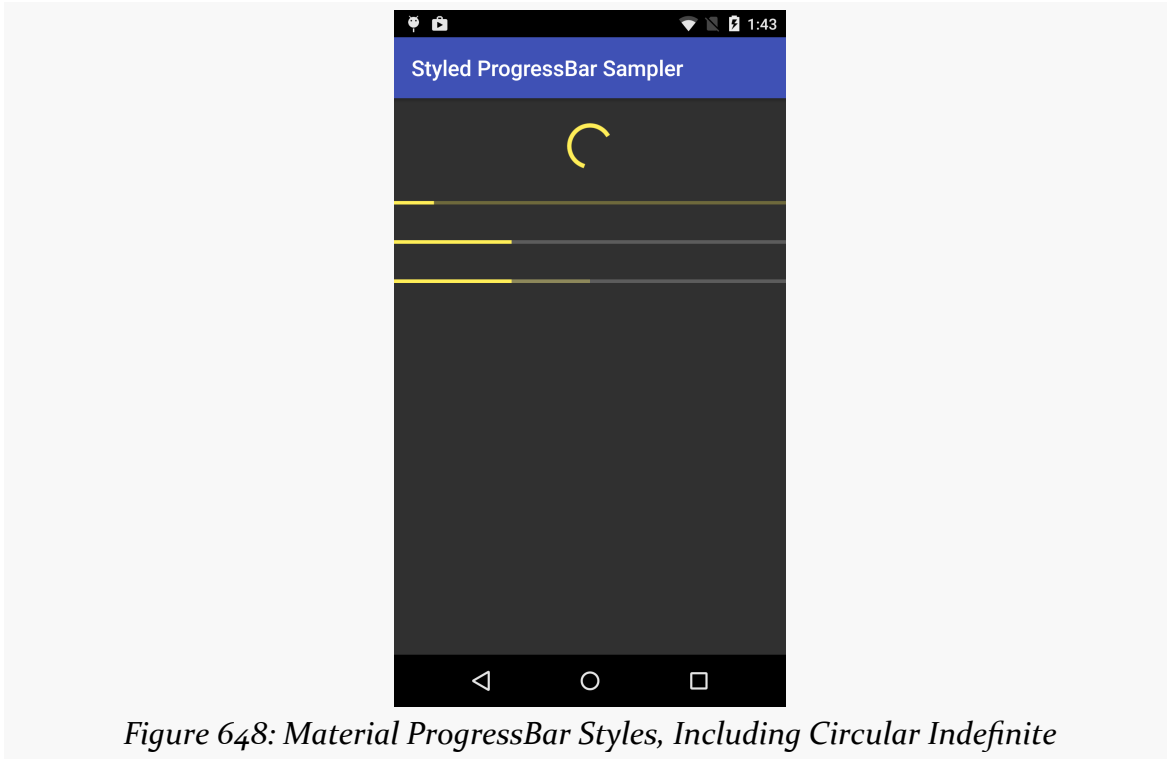 1:43
Styled ProgressBar Sampler
Figure 648: Material ProgressBar Styles, Including Circular Indefinite